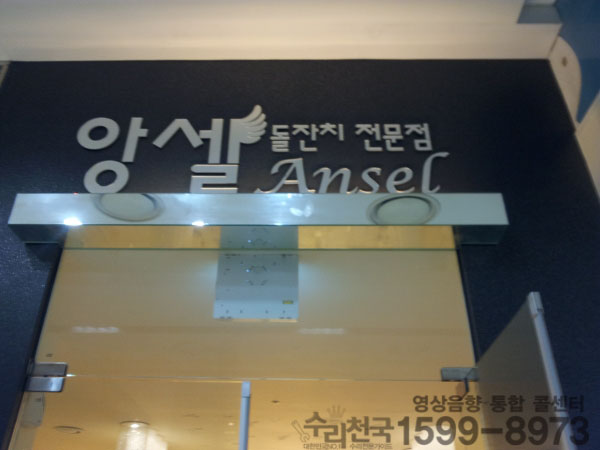 앙셀 돌잔치 전문점
Ansel
영상음향·통합 콜센터
수리천국 1599-8973